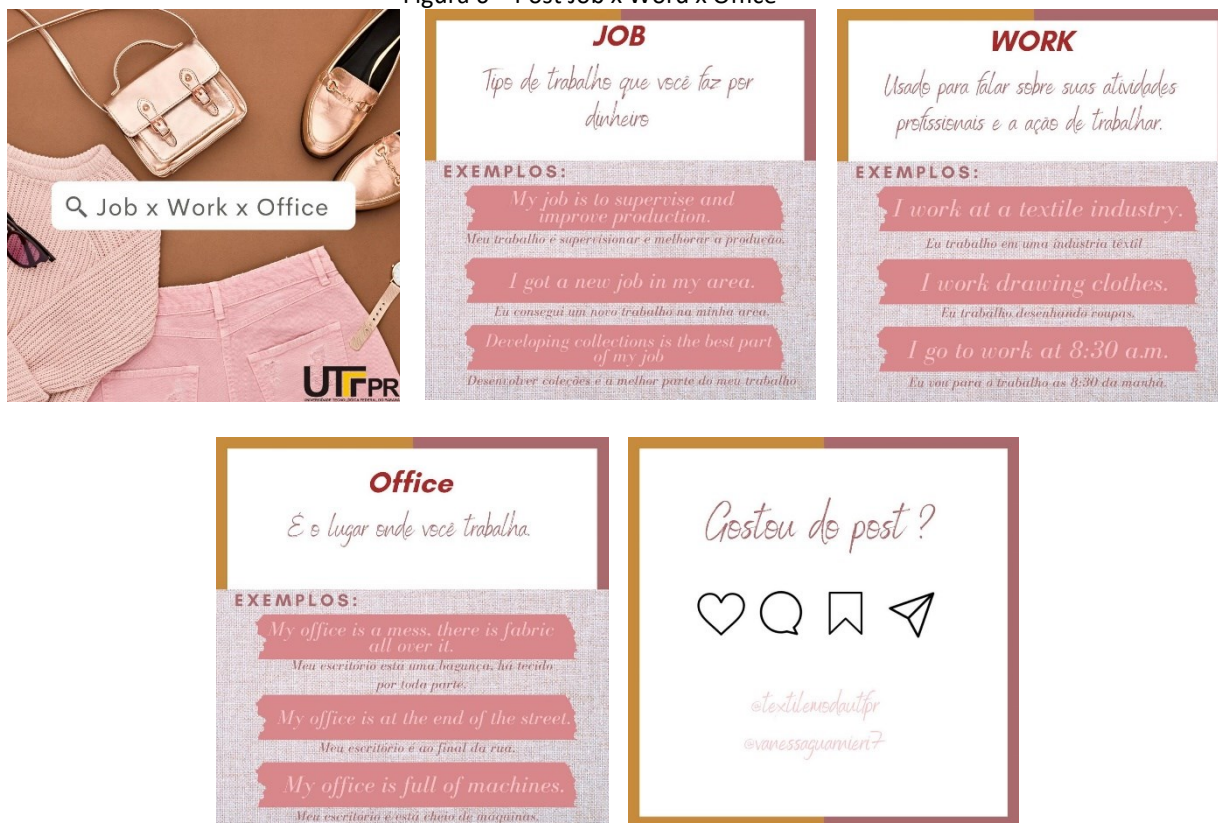 Job x Work x Office
UTFPR
UNIVERSIDADE TECNOLÓGICA FEDERAL DO PARANÁ
JOB
Tipo de trabalho que você faz por
dinheiro
EXEMPLOS:
My job is to supervise and
improve production.
Meu trabalho é supervisionar e melhorar a produção.
I got a new job in my area.
Eu consegui um novo trabalho na minha area.
Developing collections is the best part
of my job
Desenvolver coleções é a melhor parte do meu trabalho
WORK
Usado para falar sobre suas atividades
profissionais e a ação de trabalhar.
EXEMPLOS:
I work at a textile industry.
Eu trabalho em uma indústria têxtil
I work drawing clothes.
Eu trabalho desenhando roupas.
I go to work at 8:30 a.m.
Eu vou para o trabalho as 8:30 da manhã.
Office
É o lugar onde você trabalha.
EXEMPLOS:
My office is a mess, there is fabric
all over it.
Meu escritório está uma bagunça, há tecido
por toda parte.
My office is at the end of the street.
Meu escritório é ao final da rua.
My office is full of machines.
Meu escritório é está cheio de máquinas.
Gostou do post ?
@textilemodautfpr
@vanessaguarnieri7